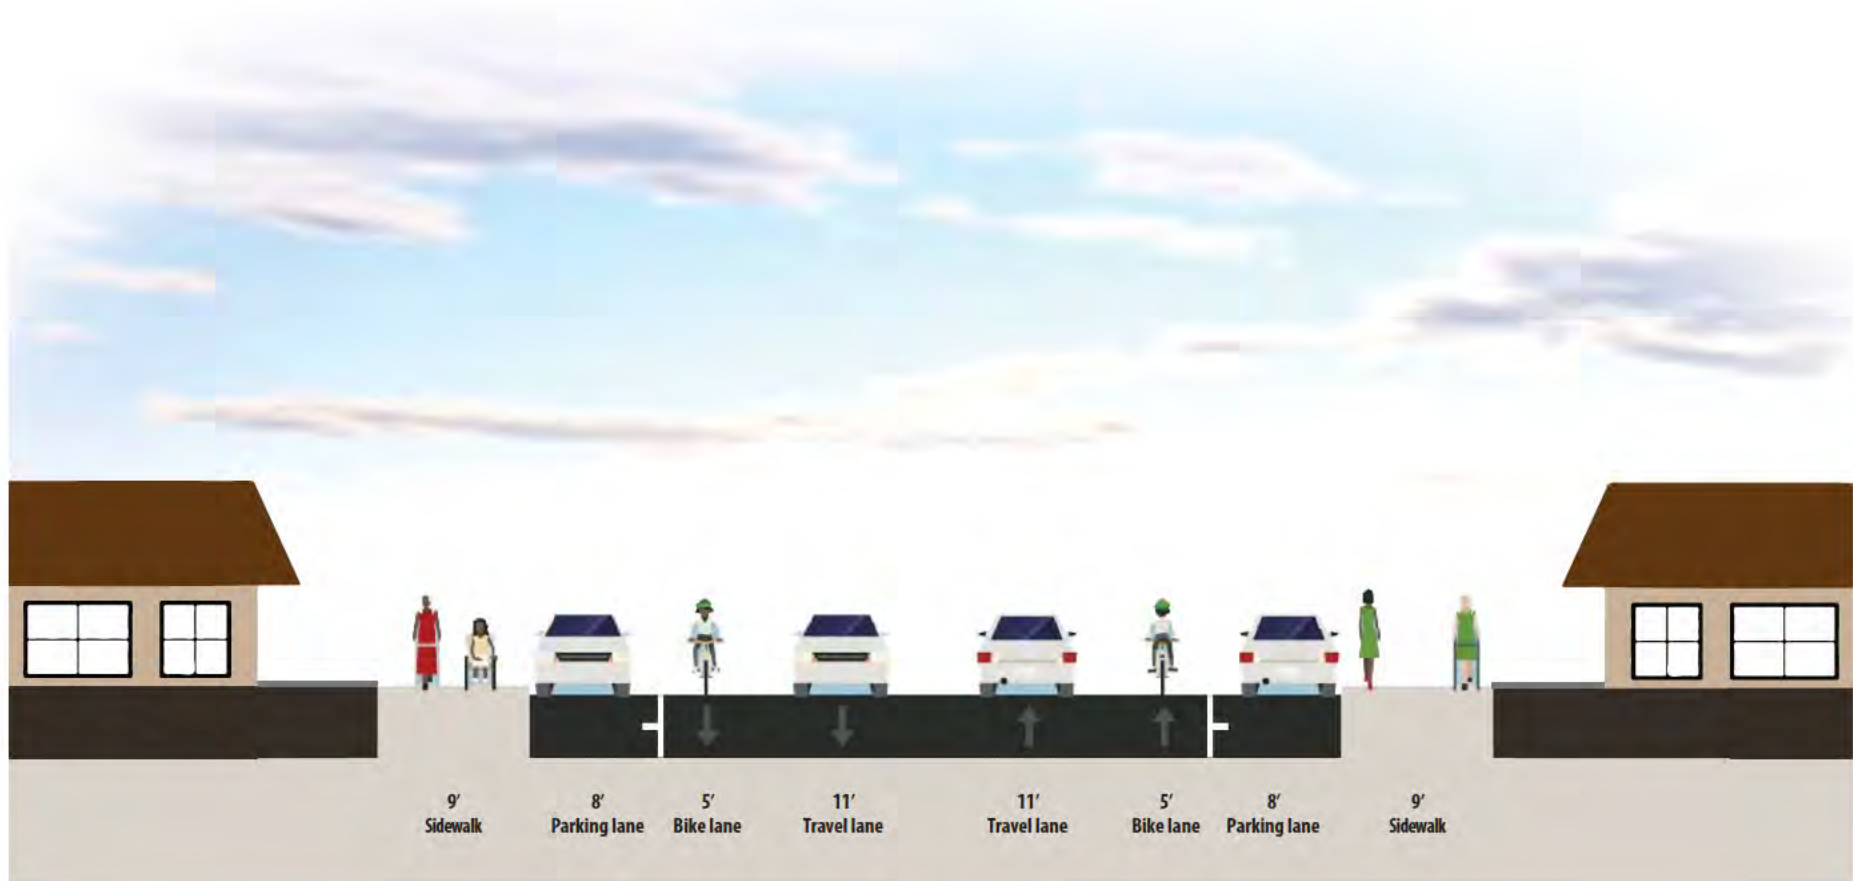 9′ 8′ 5′ 11′ 11′ 5′ 8′ 9′
Sidewalk Parking lane Bike lane Travel lane Travel lane Bike lane Parking lane Sidewalk